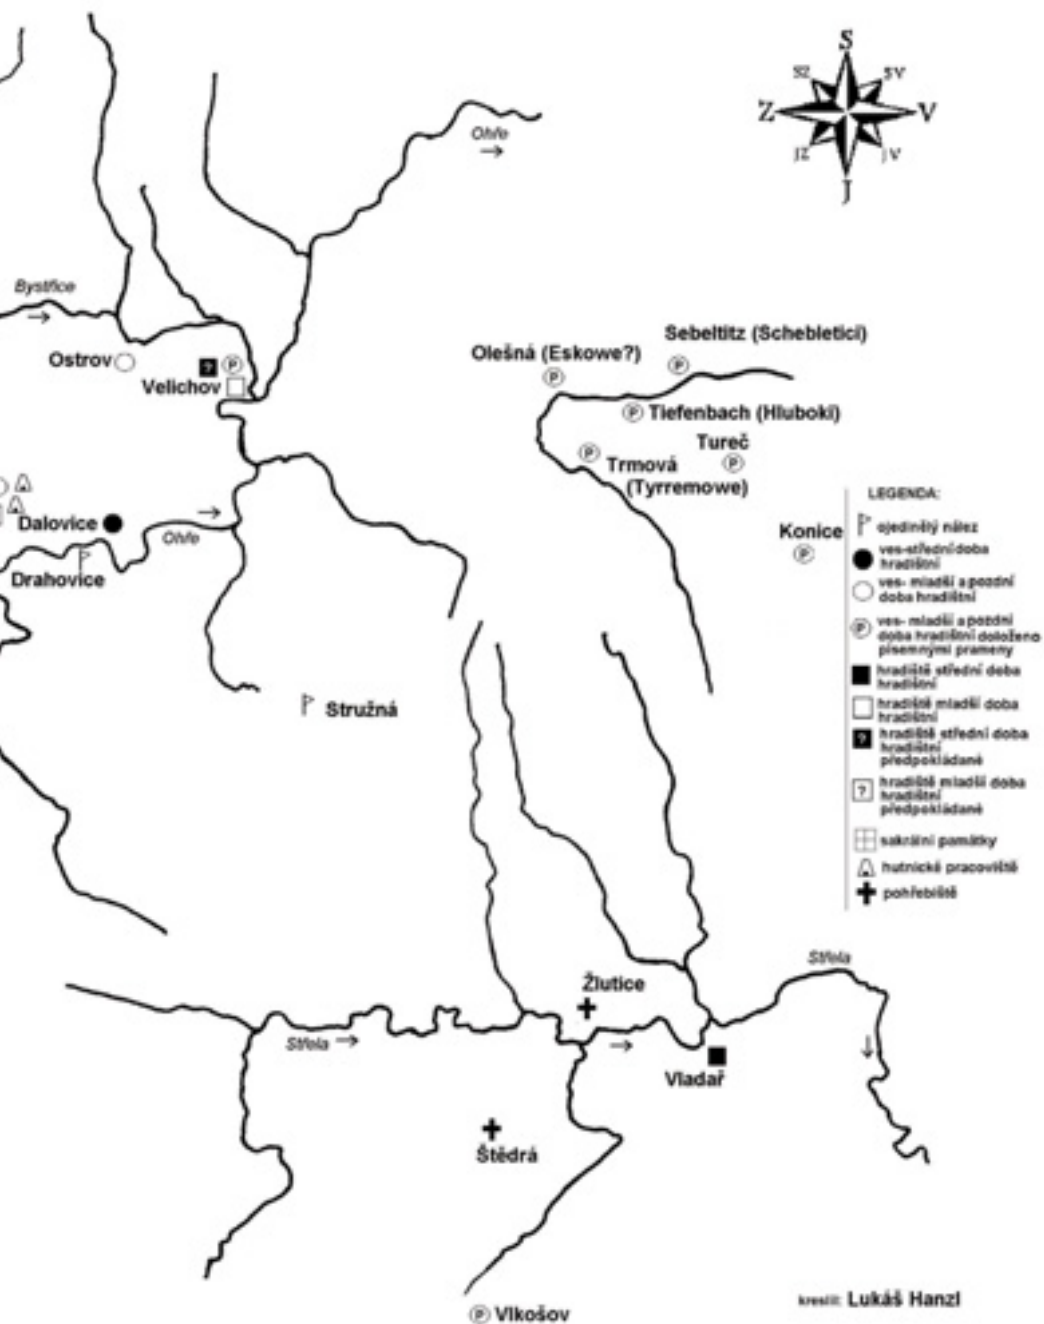 S
SZ
SV
Z
V
JZ
JV
J
Ohře
Bystřice
Ostrov
?
P
Velichov
Sebeltitz (Schebletici)
Olešná (Eskowe?)
P
P
P
Tiefenbach (Hluboki)
Tureč
P
P
Trmová
(Tyrremowe)
Konice
P
Dalovice
Ohře
Drahovice
Stružná
LEGENDA:
ojedinělý nález
ves-střední doba
hradištní
ves- mladší a pozdní
doba hradištní
P
ves- mladší a pozdní
doba hradištní doloženo
písemnými prameny
hradiště střední doba
hradištní
hradiště mladší doba
hradištní
?
hradiště střední doba
hradištní
předpokládané
?
hradiště mladší doba
hradištní
předpokládané
sakrální památky
hutnické pracoviště
pohřebiště
Střela
Žlutice
Střela
Vladař
Štědrá
P Vlkošov
kreslil: Lukáš Hanzl